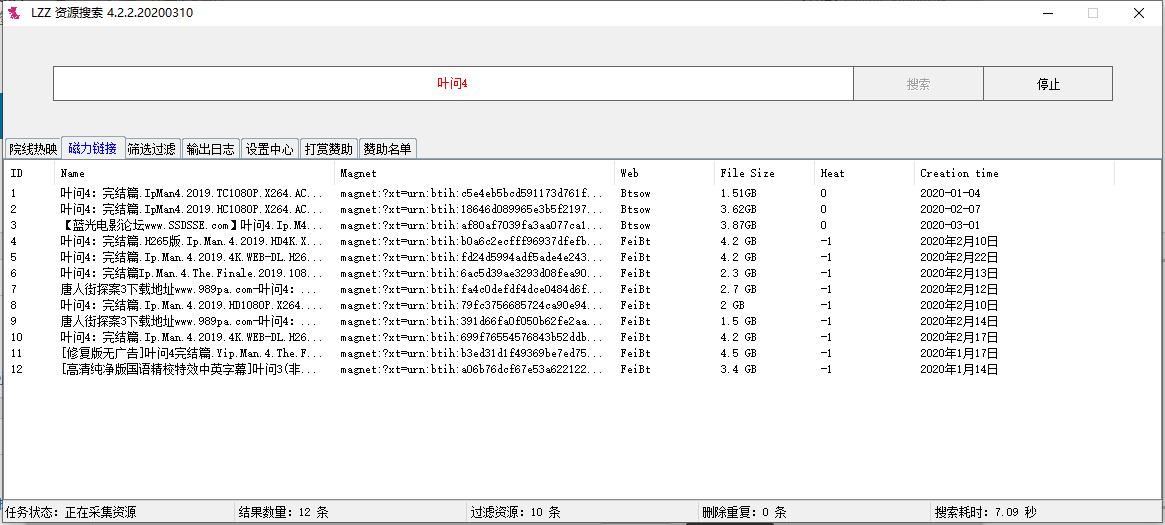 LZZ 资源搜索 4.2.2.20200310
叶问4 搜索 停止
院线热映 磁力链接 筛选过滤 输出日志 设置中心 打赏赞助 赞助名单
ID Name Magnet Web File Size Heat Creation time
1 叶问4：完结篇.IpMan4.2019.TC1080P.X264.AC... magnet:?xt=urn:btih:c5e4eb5bcd591173d761f... Btsow 1.51GB 0 2020-01-04
2 叶问4：完结篇.IpMan4.2019.HC1080P.X264.AC... magnet:?xt=urn:btih:18646d089965e3b5f2197... Btsow 3.62GB 0 2020-02-07
3 【蓝光电影论坛www.SSDSSE.com】叶问4.Ip.M4... magnet:?xt=urn:btih:af80af7039fa3aa077ca1... Btsow 3.87GB 0 2020-03-01
4 叶问4：完结篇.H265版.Ip.Man.4.2019.HD4K.X... magnet:?xt=urn:btih:b0a6c2ecfff96937dfefb... FeiBt 4.2 GB -1 2020年2月10日
5 叶问4：完结篇.Ip.Man.4.2019.4K.WEB-DL.H26... magnet:?xt=urn:btih:fd24d5994adf5ade4e243... FeiBt 4.2 GB -1 2020年2月22日
6 叶问4：完结篇Ip.Man.4.The.Finale.2019.108... magnet:?xt=urn:btih:6ac5d39ae3293d08fea90... FeiBt 2.3 GB -1 2020年2月13日
7 唐人街探案3下载地址www.989pa.com-叶问4：... magnet:?xt=urn:btih:fa4c0defdf4dce0484d6f... FeiBt 2.7 GB -1 2020年2月12日
8 叶问4：完结篇.Ip.Man.4.2019.HD1080P.X264.... magnet:?xt=urn:btih:79fe3756685724ca90e94... FeiBt 2 GB -1 2020年2月10日
9 唐人街探案3下载地址www.989pa.com-叶问4：... magnet:?xt=urn:btih:391d66fa0f050b62fe2aa... FeiBt 1.5 GB -1 2020年2月14日
10 叶问4：完结篇.Ip.Man.4.2019.4K.WEB-DL.H26... magnet:?xt=urn:btih:699f76554576843b52ddb... FeiBt 4.2 GB -1 2020年2月17日
11 [修复版无广告]叶问4完结篇.Yip.Man.4.The.F... magnet:?xt=urn:btih:b3ed31d1f49369be7ed75... FeiBt 4.5 GB -1 2020年1月17日
12 [高清纯净版国语精校特效中英字幕]叶问3(非... magnet:?xt=urn:btih:a06b76dcf67e53a622122... FeiBt 3.4 GB -1 2020年1月14日
任务状态：正在采集资源 结果数量：12 条 过滤资源：10 条 删除重复：0 条 搜索耗时：7.09 秒